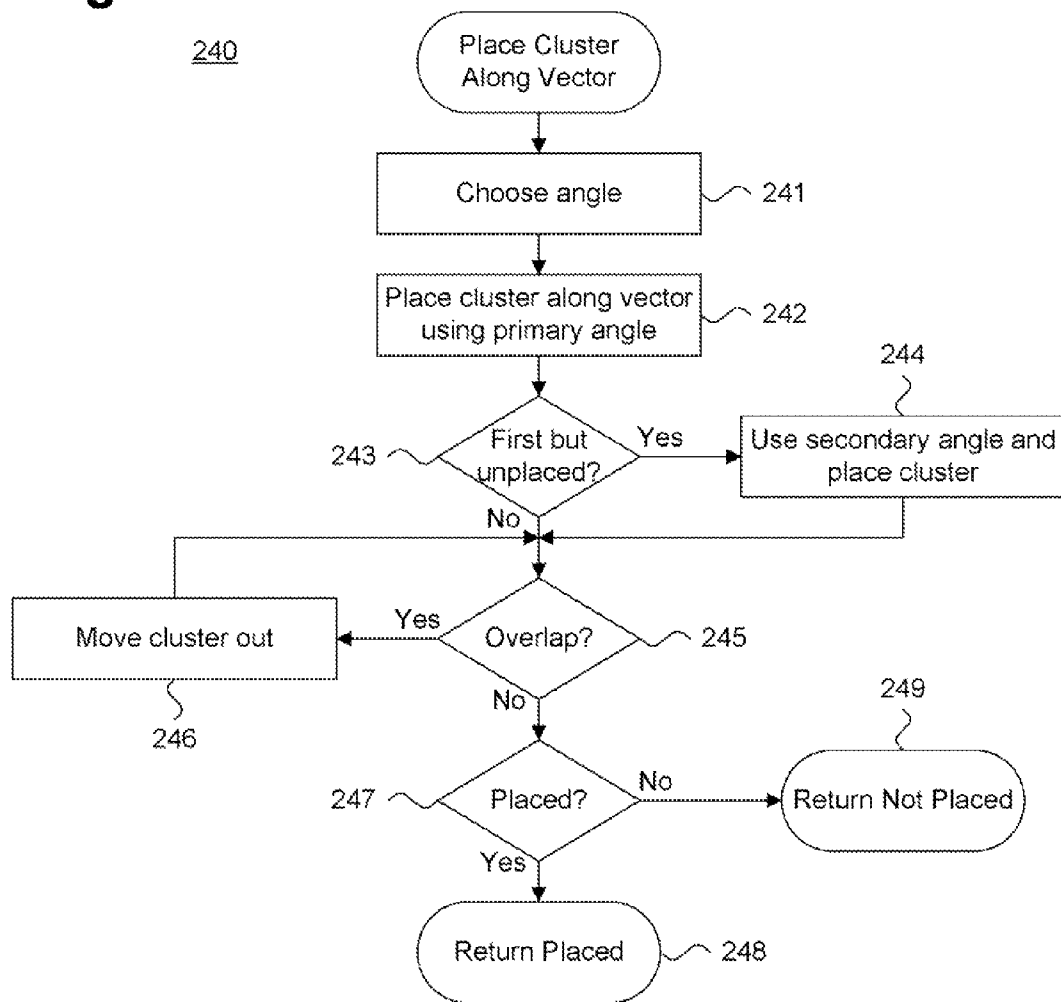 240
Place Cluster
Along Vector
Choose angle
241
Place cluster along vector
using primary angle
242
244
First but
unplaced?
243
Yes
Use secondary angle and
place cluster
No
Move cluster out
246
Yes
Overlap?
245
No
249
Placed?
247
No
Return Not Placed
Yes
Return Placed
248